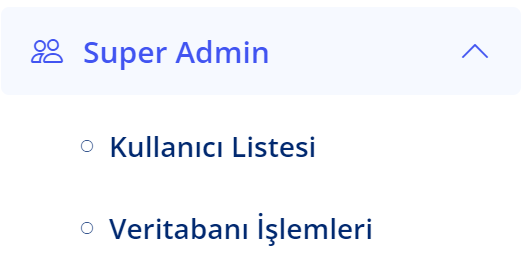 Super Admin
Kullanıcı Listesi
Veritabanı İşlemleri